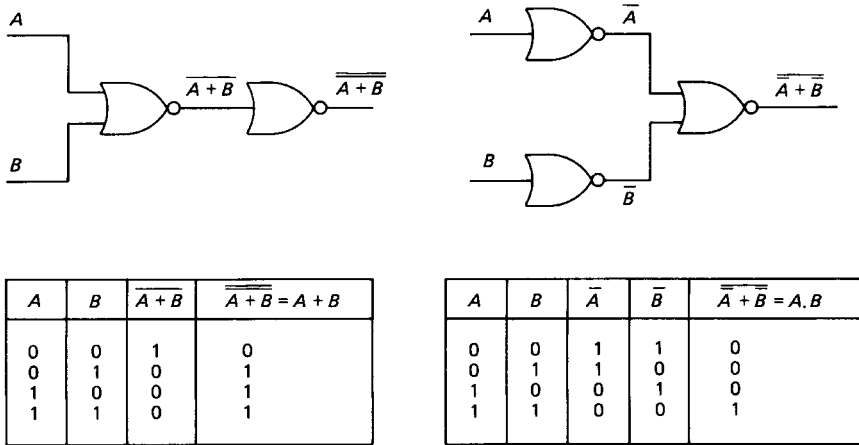 A
A̅
A̅ ̅+̅ ̅B̅
A̿ ̿+̿ ̿B̿
A̿ ̅+̅ ̅B̿
B
B
B̅
A B A̅ ̅+̅ ̅B̅ A̿ ̿+̿ ̿B̿ = A + B
0 0 1 0
0 1 0 1
1 0 0 1
1 1 0 1
A B A̅ B̅ A̿ ̅+̅ ̅B̿ = A.B
0 0 1 1 0
0 1 1 0 0
1 0 0 1 0
1 1 0 0 1
A